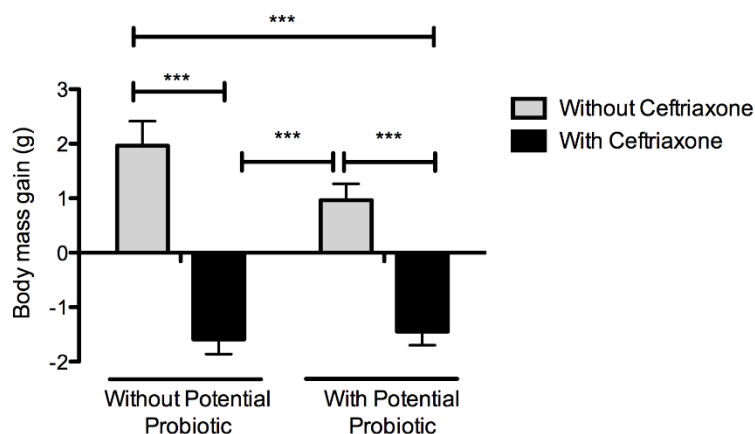 ***
***
***
***
3
2
1
0
-1
-2
Body mass gain (g)
Without Ceftriaxone
With Ceftriaxone
Without Potential
Probiotic
With Potential
Probiotic